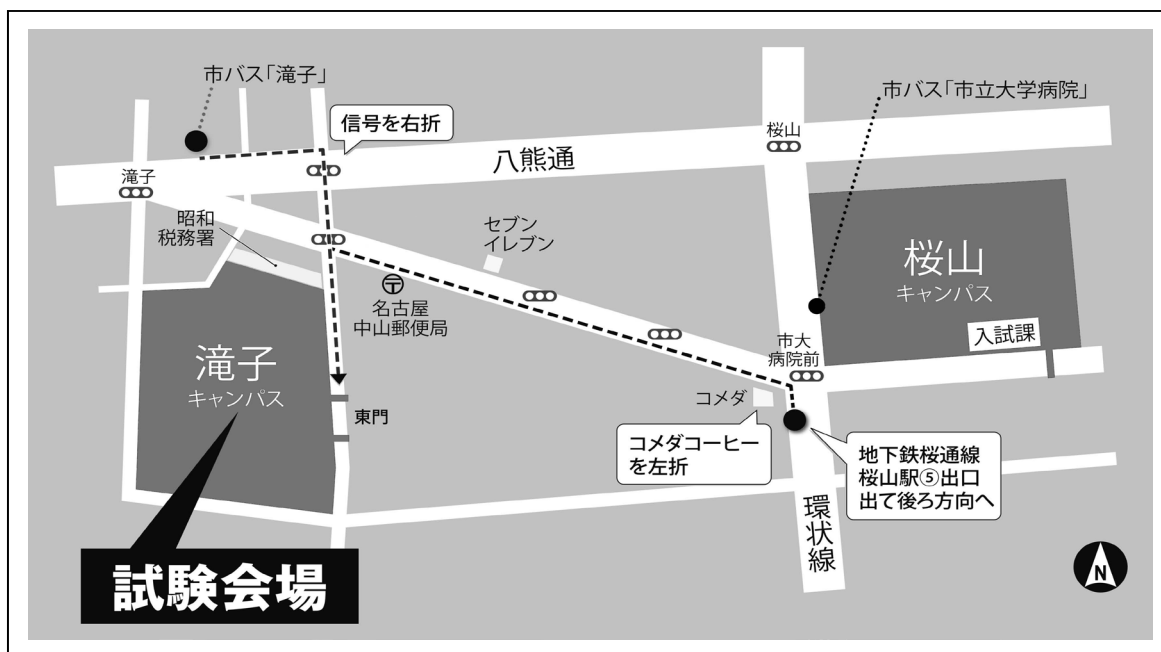 市バス「滝子」
市バス「市立大学病院」
信号を右折
桜山
八熊通
滝子
昭和
税務署
セブン
イレブン
桜山
キャンパス
〒
名古屋
中山郵便局
市大
病院前
入試課
滝子
キャンパス
コメダ
東門
コメダコーヒー
を左折
地下鉄桜通線
桜山駅⑤出口
出て後ろ方向へ
環状線
試験会場
N